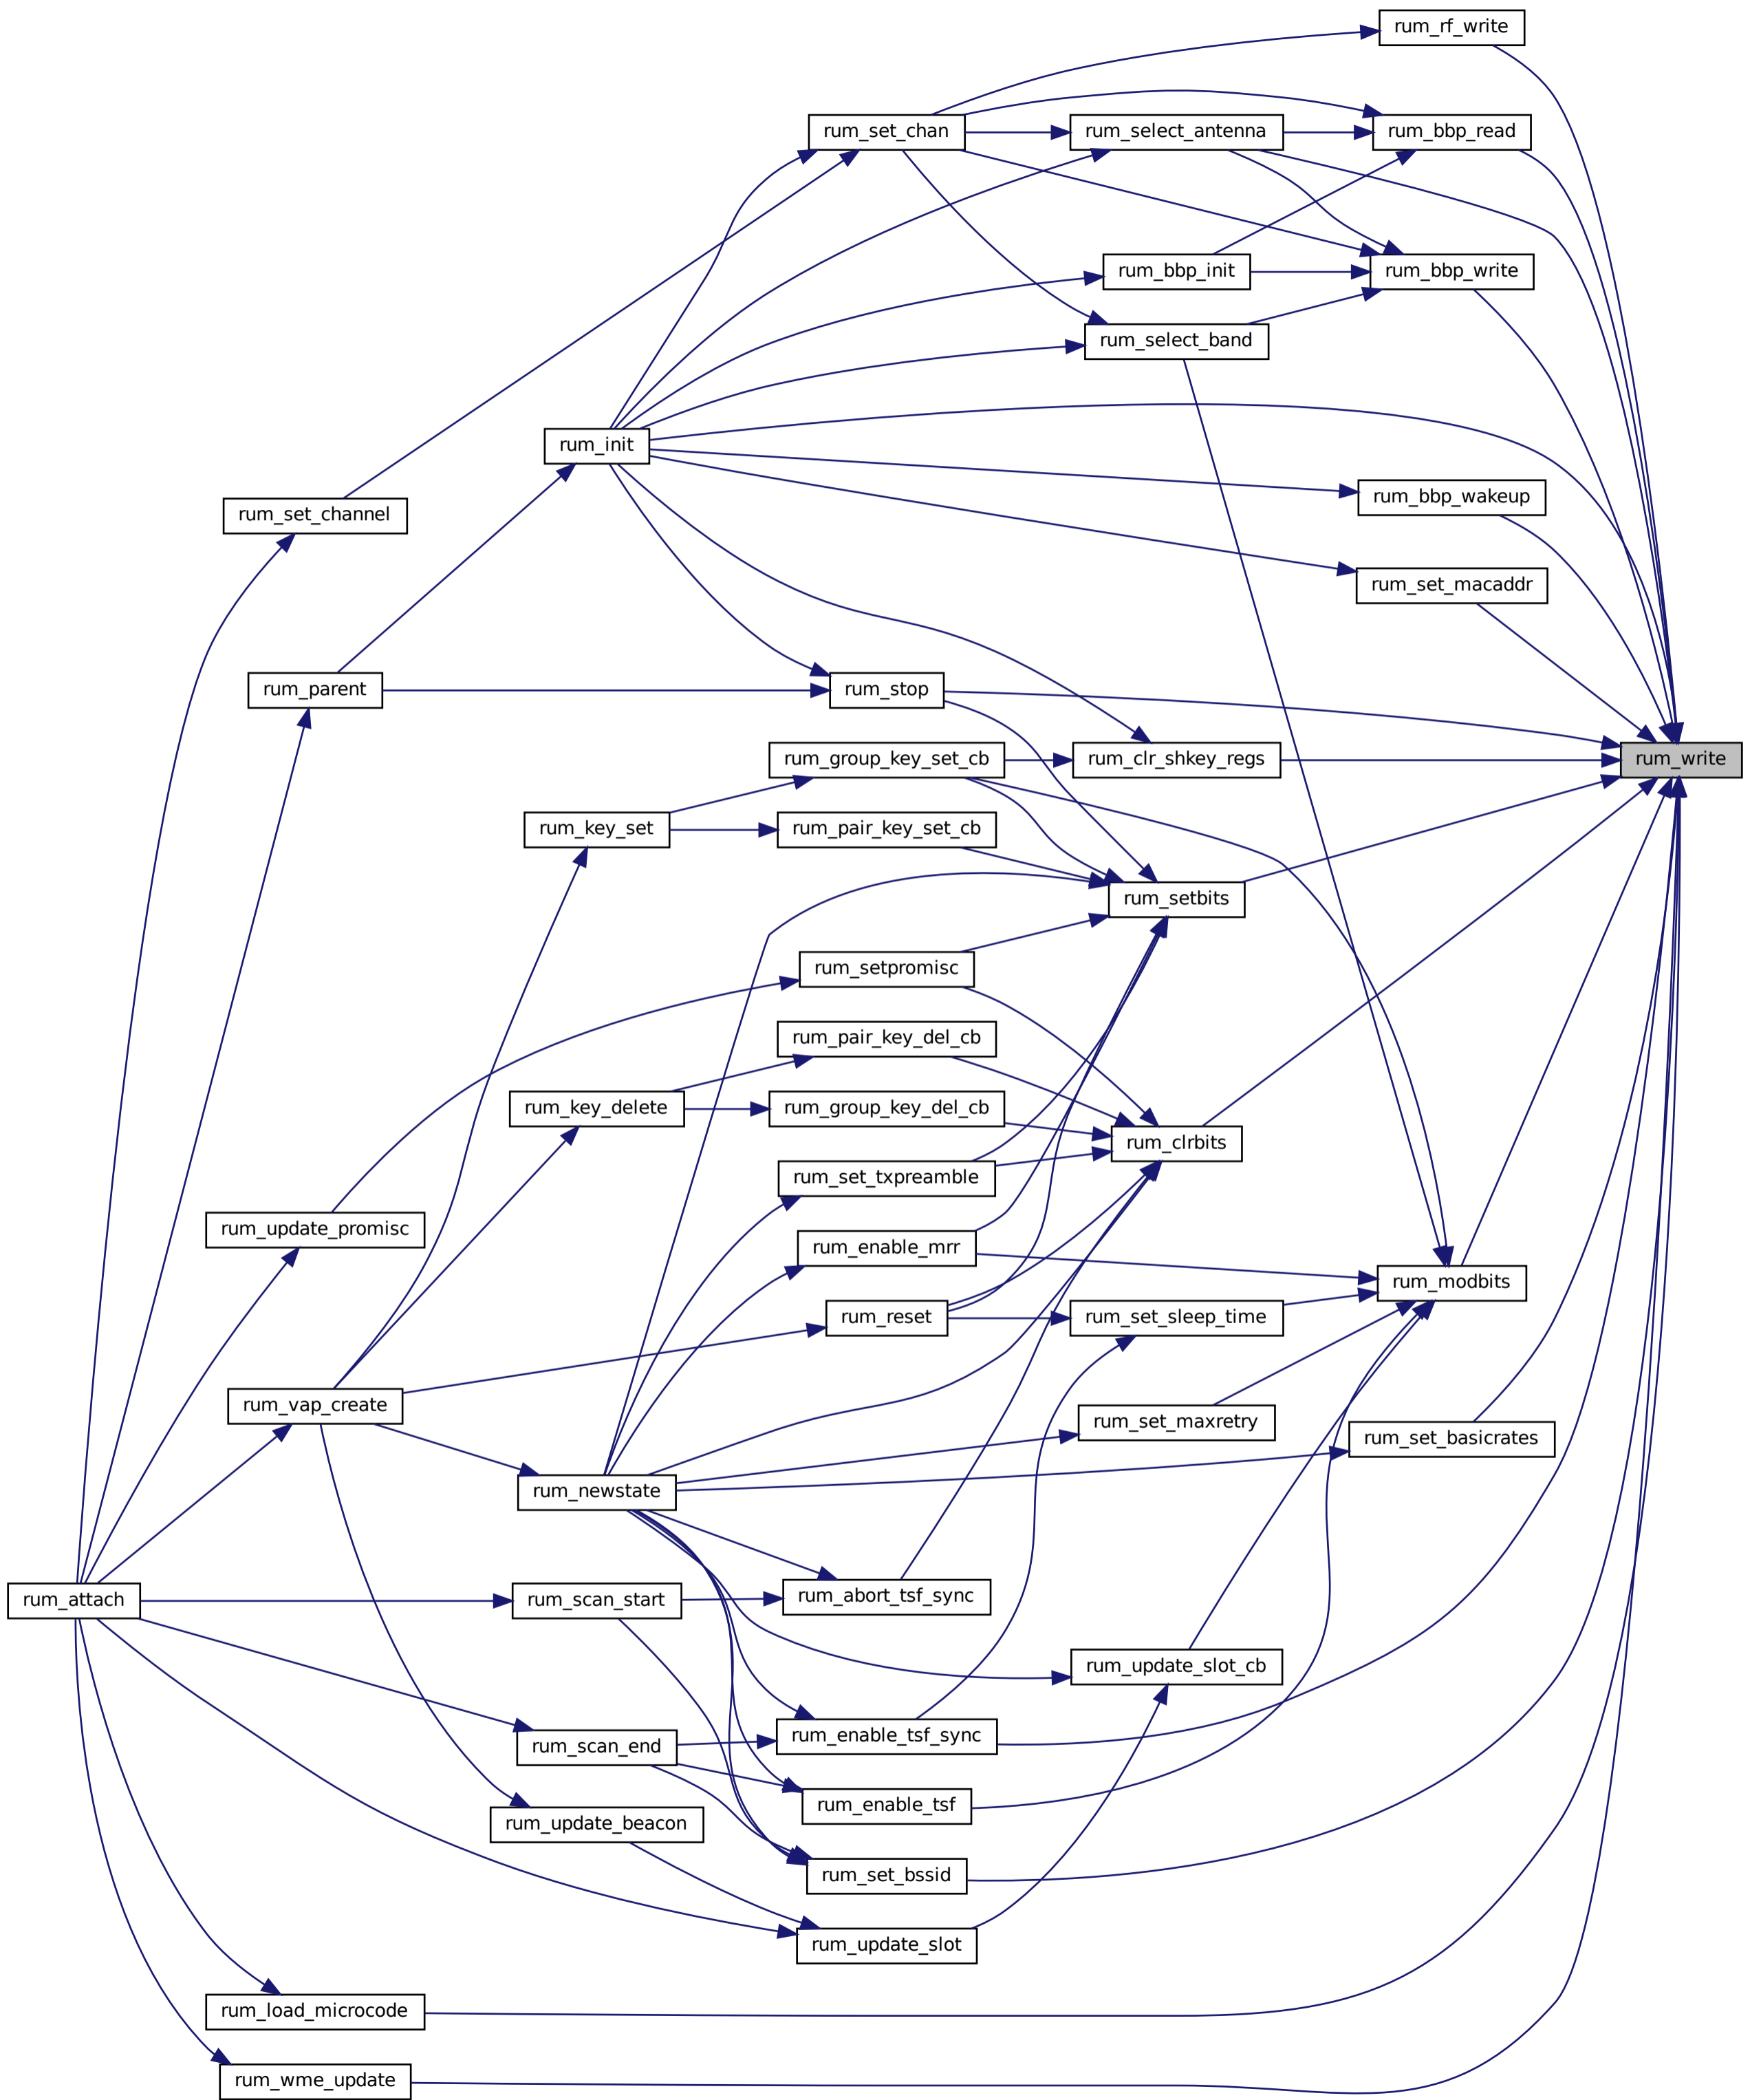 rum_rf_write
rum_set_chan
rum_select_antenna
rum_bbp_read
rum_bbp_init
rum_bbp_write
rum_select_band
rum_init
rum_bbp_wakeup
rum_set_channel
rum_set_macaddr
rum_parent
rum_stop
rum_group_key_set_cb
rum_clr_shkey_regs
rum_write
rum_key_set
rum_pair_key_set_cb
rum_setbits
rum_setpromisc
rum_pair_key_del_cb
rum_key_delete
rum_group_key_del_cb
rum_clrbits
rum_set_txpreamble
rum_update_promisc
rum_enable_mrr
rum_modbits
rum_reset
rum_set_sleep_time
rum_vap_create
rum_set_maxretry
rum_set_basicrates
rum_newstate
rum_attach
rum_scan_start
rum_abort_tsf_sync
rum_update_slot_cb
rum_scan_end
rum_enable_tsf_sync
rum_enable_tsf
rum_update_beacon
rum_set_bssid
rum_update_slot
rum_load_microcode
rum_wme_update